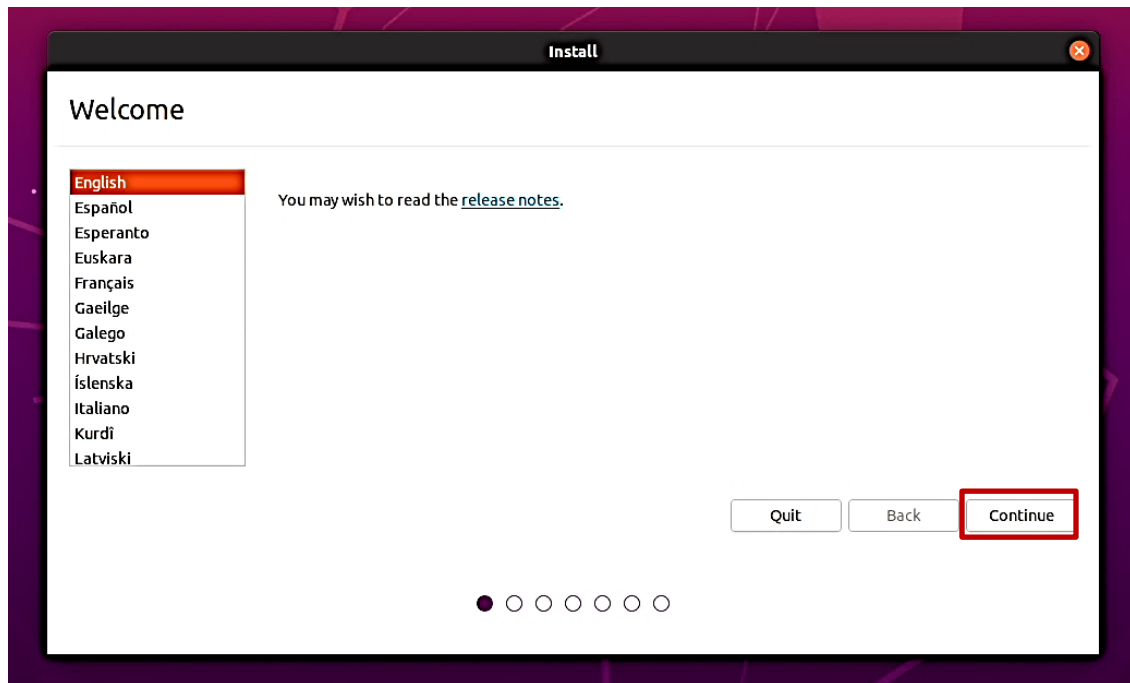 Install
Welcome
English
Español
Esperanto
Euskara
Français
Gaeilge
Galego
Hrvatski
Íslenska
Italiano
Kurdî
Latviski
You may wish to read the release notes.
Quit
Back
Continue